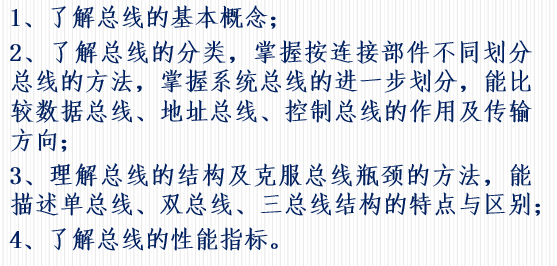 1、了解总线的基本概念；
2、了解总线的分类，掌握按连接部件不同划分
总线的方法，掌握系统总线的进一步划分，能比
较数据总线、地址总线、控制总线的作用及传输
方向；
3、理解总线的结构及克服总线瓶颈的方法，能
描述单总线、双总线、三总线结构的特点与区别；
4、了解总线的性能指标。